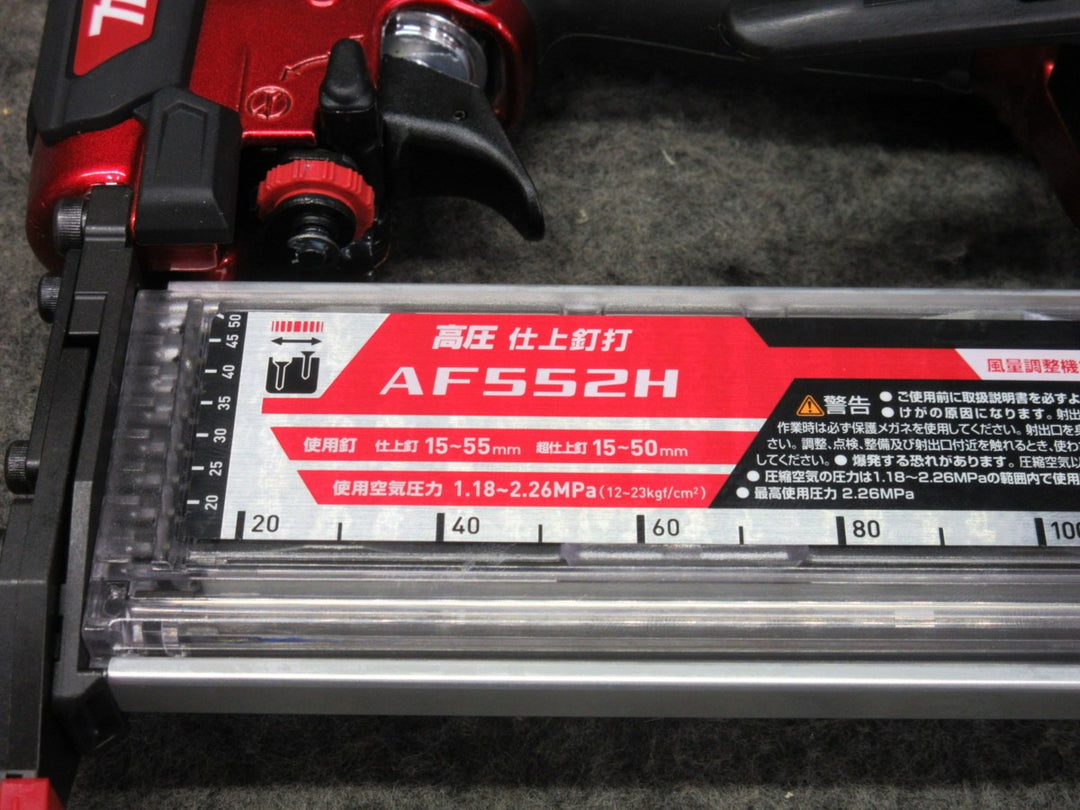 高圧 仕上釘打
AF552H
風量調整機
使用釘 仕上釘 15~55mm 超仕上釘 15~50mm
使用空気圧力 1.18~2.26MPa(12~23kgf/cm²)
警告
● ご使用前に取扱説明書を必ずよ
● けがの原因になります。射出
作業時は必ず保護メガネを使用してください。射出口を
さい。調整、点検、整備及び射出口付近を触れるとき、使わ
してください。● 爆発する恐れがあります。圧縮空気以
● 圧縮空気の圧力は1.18~2.26MPaの範囲内で使用
● 最高使用圧力 2.26MPa
50
45
40
35
30
25
20
20 40 60 80 100